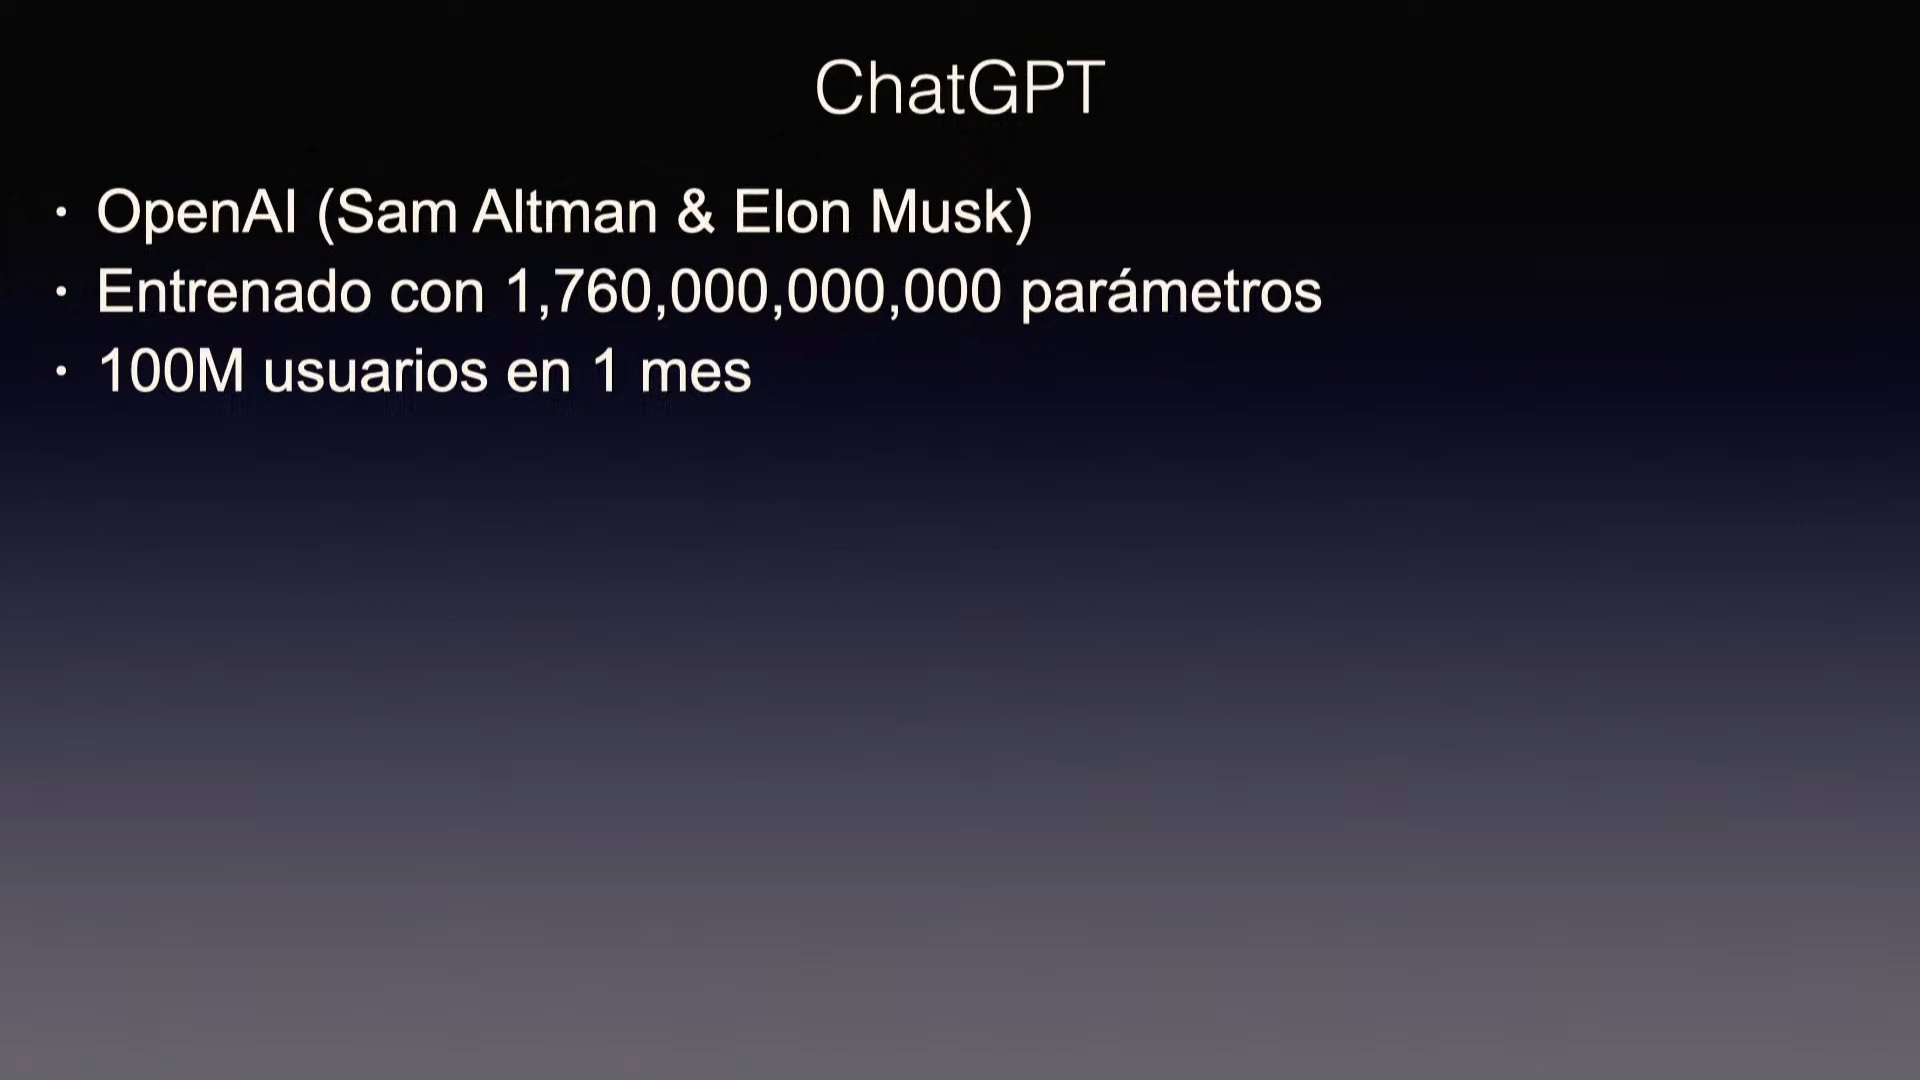 ChatGPT
· OpenAI (Sam Altman & Elon Musk)
· Entrenado con 1,760,000,000,000 parámetros
· 100M usuarios en 1 mes